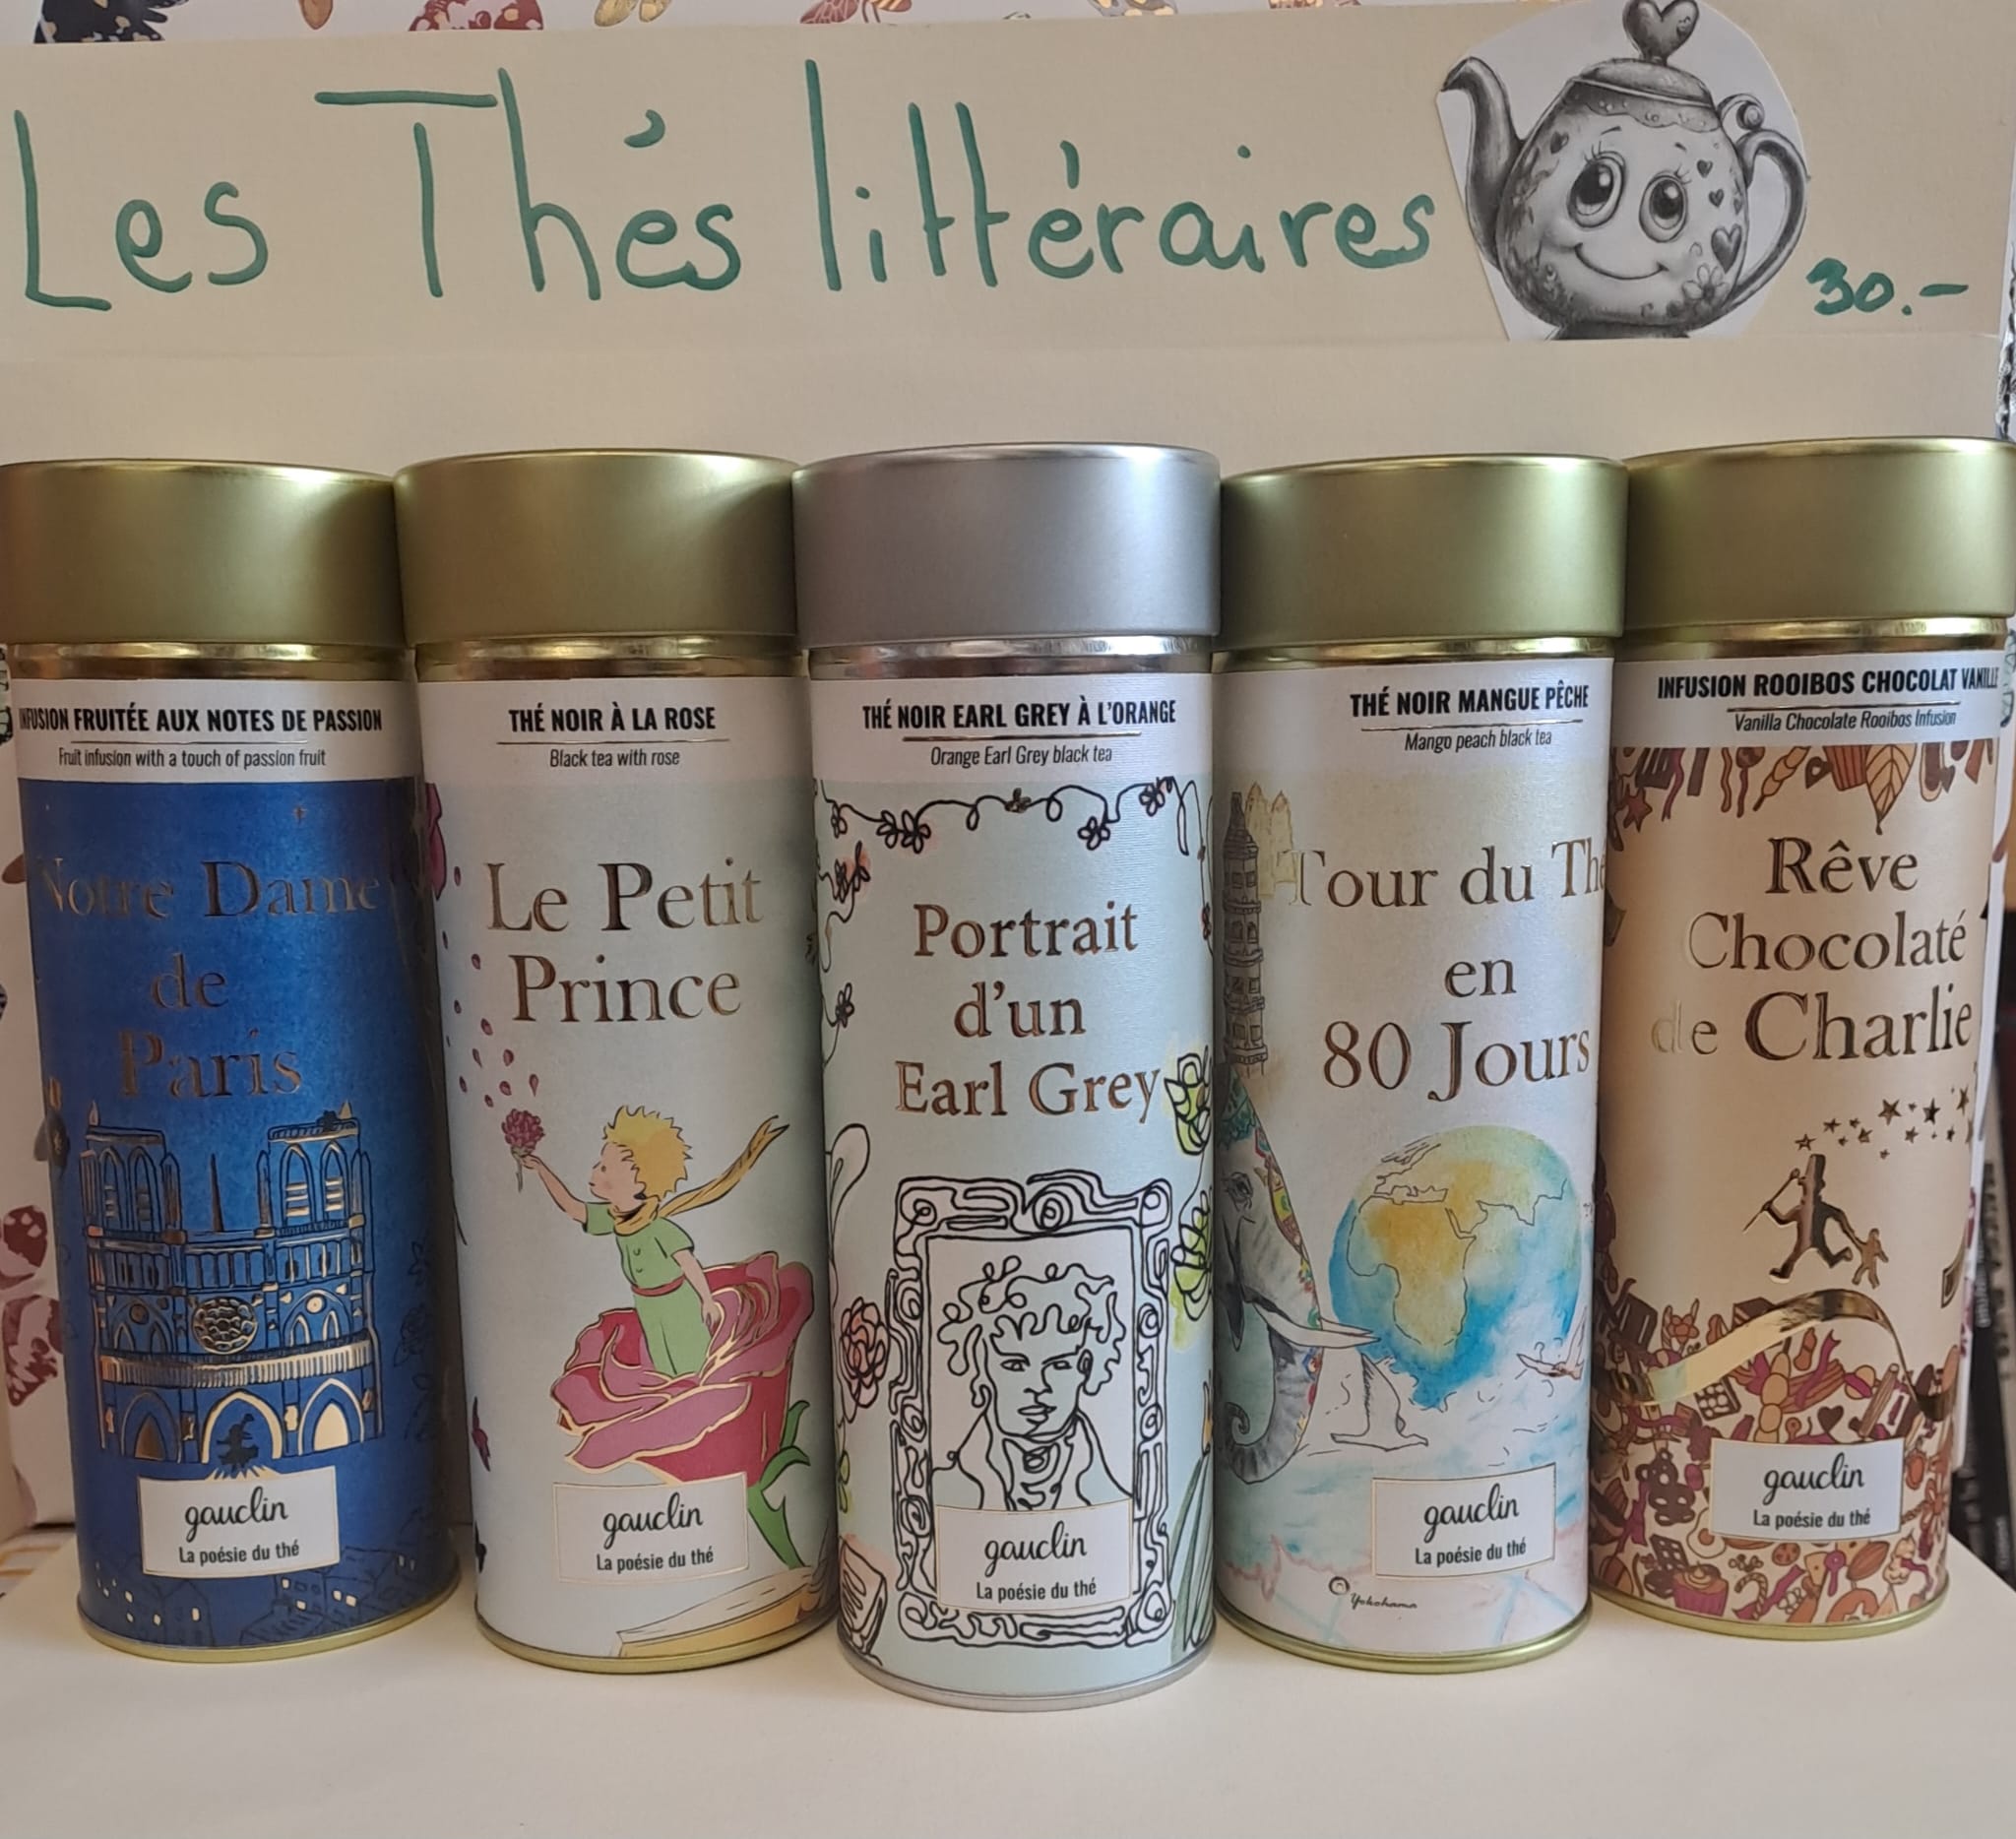 Les Thés littéraires
30.-
INFUSION FRUITÉE AUX NOTES DE PASSION
Fruit infusion with a touch of passion fruit
Notre Dame
de
Paris
gauclin
La poésie du thé
THÉ NOIR À LA ROSE
Black tea with rose
Le Petit
Prince
gauclin
La poésie du thé
THÉ NOIR EARL GREY À L'ORANGE
Orange Earl Grey black tea
Portrait
d'un
Earl Grey
gauclin
La poésie du thé
THÉ NOIR MANGUE PÊCHE
Mango peach black tea
Tour du Thé
en
80 Jours
gauclin
La poésie du thé
Yokohama
INFUSION ROOIBOS CHOCOLAT VANILLE
Vanilla Chocolate Rooibos Infusion
Rêve
Chocolaté
de Charlie
gauclin
La poésie du thé